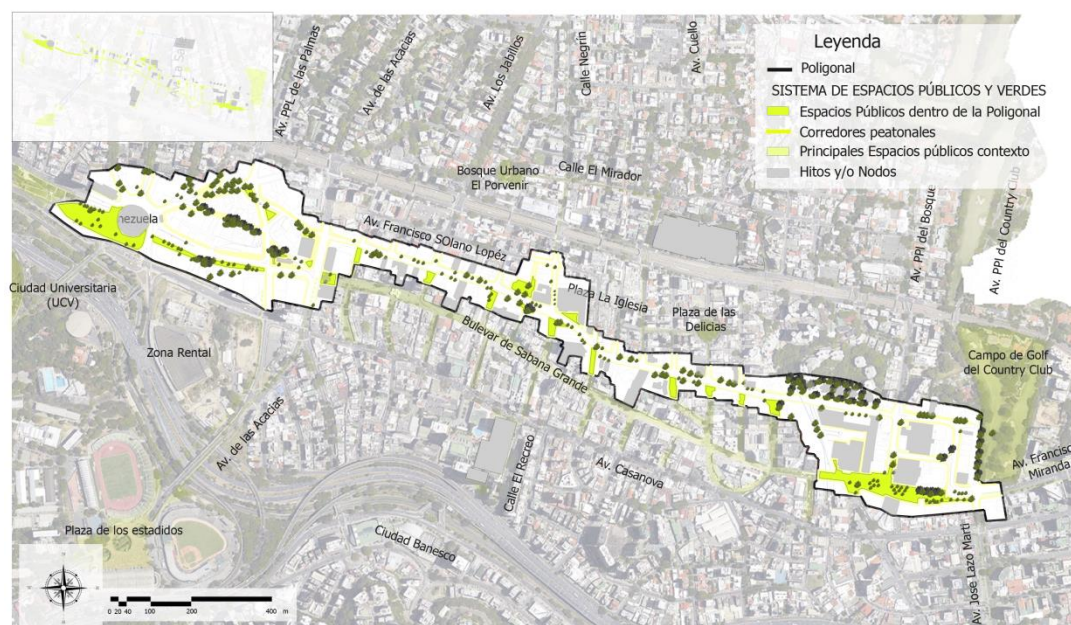 Leyenda
Poligonal
SISTEMA DE ESPACIOS PÚBLICOS Y VERDES
Espacios Públicos dentro de la Poligonal
Corredores peatonales
Principales Espacios públicos contexto
Hitos y/o Nodos
Av. PPL de las Palmas
Av. de las Acacias
Av. Los Jabillos
Calle Negrín
Av. Cuello
Bosque Urbano
El Porvenir
Calle El Mirador
Av. PPl del Bosque
Av. PPl del Country Club
nezuela
Av. Francisco SOlano Lopéz
Plaza La Iglesia
Plaza de las
Delicias
Ciudad Universitaria
(UCV)
Zona Rental
Bulevar de Sabana Grande
Campo de Golf
del Country Club
Av. de las Acacias
Calle El Recreo
Av. Casanova
Av. Francisco
Miranda
Plaza de los estadidos
Ciudad Banesco
Av. Jose Lazo Marti
0 20 40 100 200 400 m